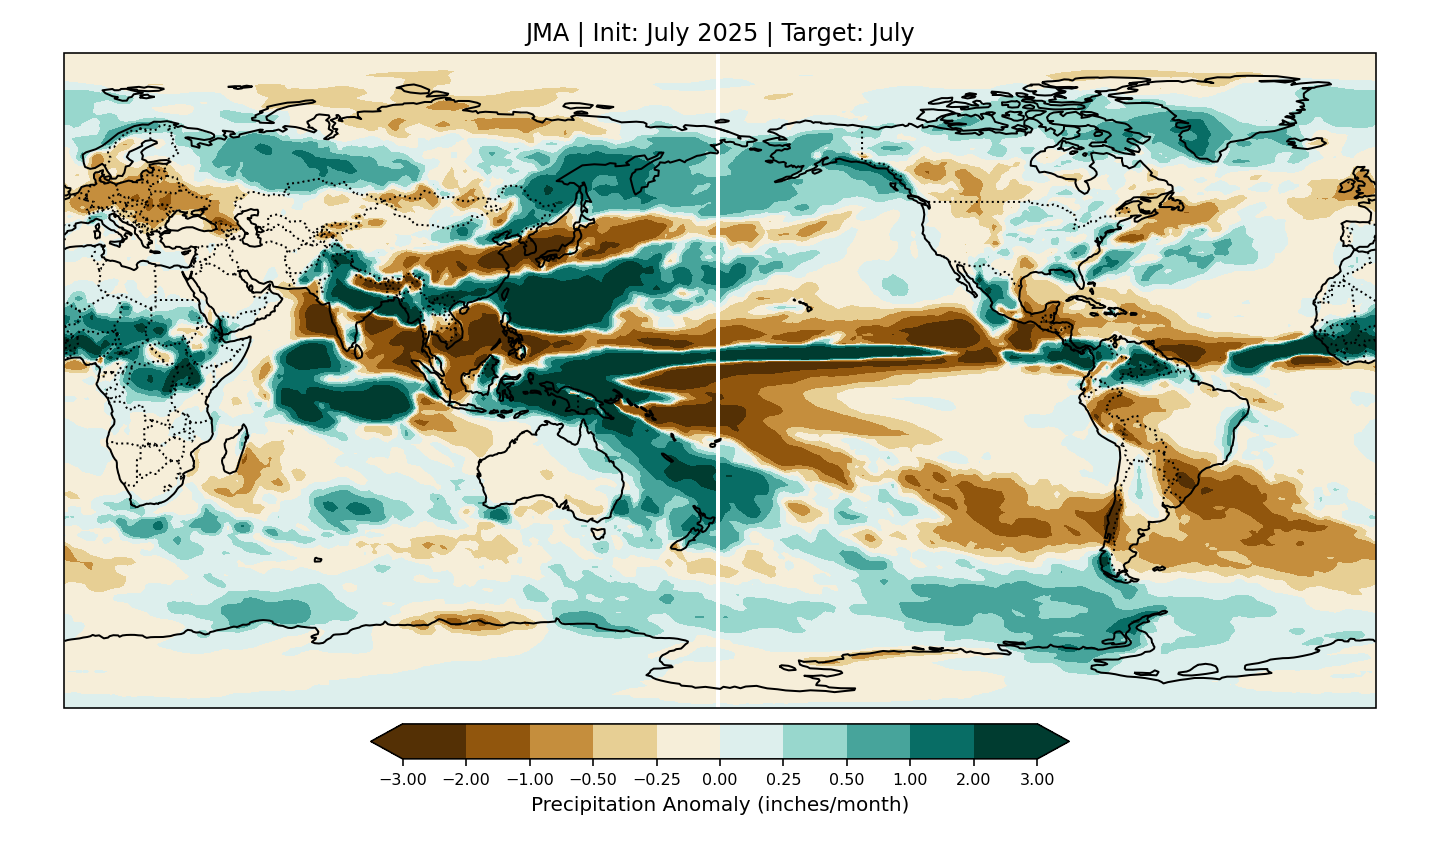 JMA | Init: July 2025 | Target: July
−3.00 −2.00 −1.00 −0.50 −0.25 0.00 0.25 0.50 1.00 2.00 3.00
Precipitation Anomaly (inches/month)